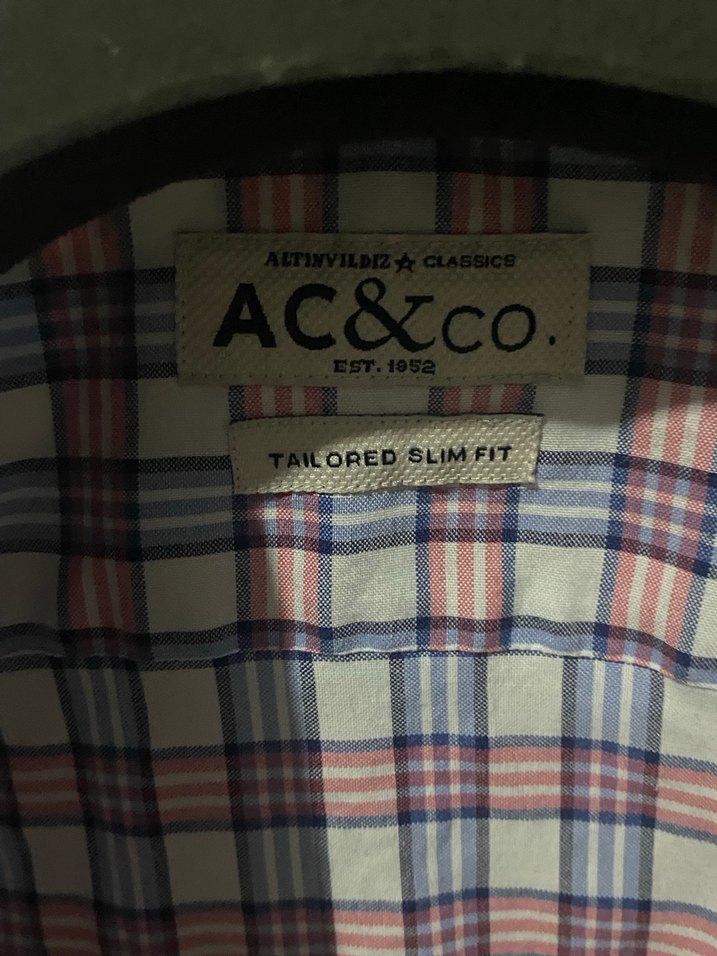 ALTINYILDIZ ☆ CLASSICS
AC&CO.
EST. 1952
TAILORED SLIM FIT